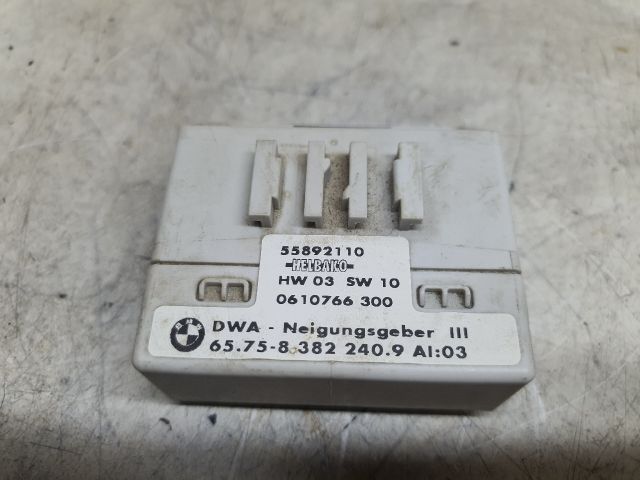 55892110
HELBAKO
HW 03 SW 10
0610766 300
BMW
DWA - Neigungsgeber III
65.75-8.382 240.9 AI:03